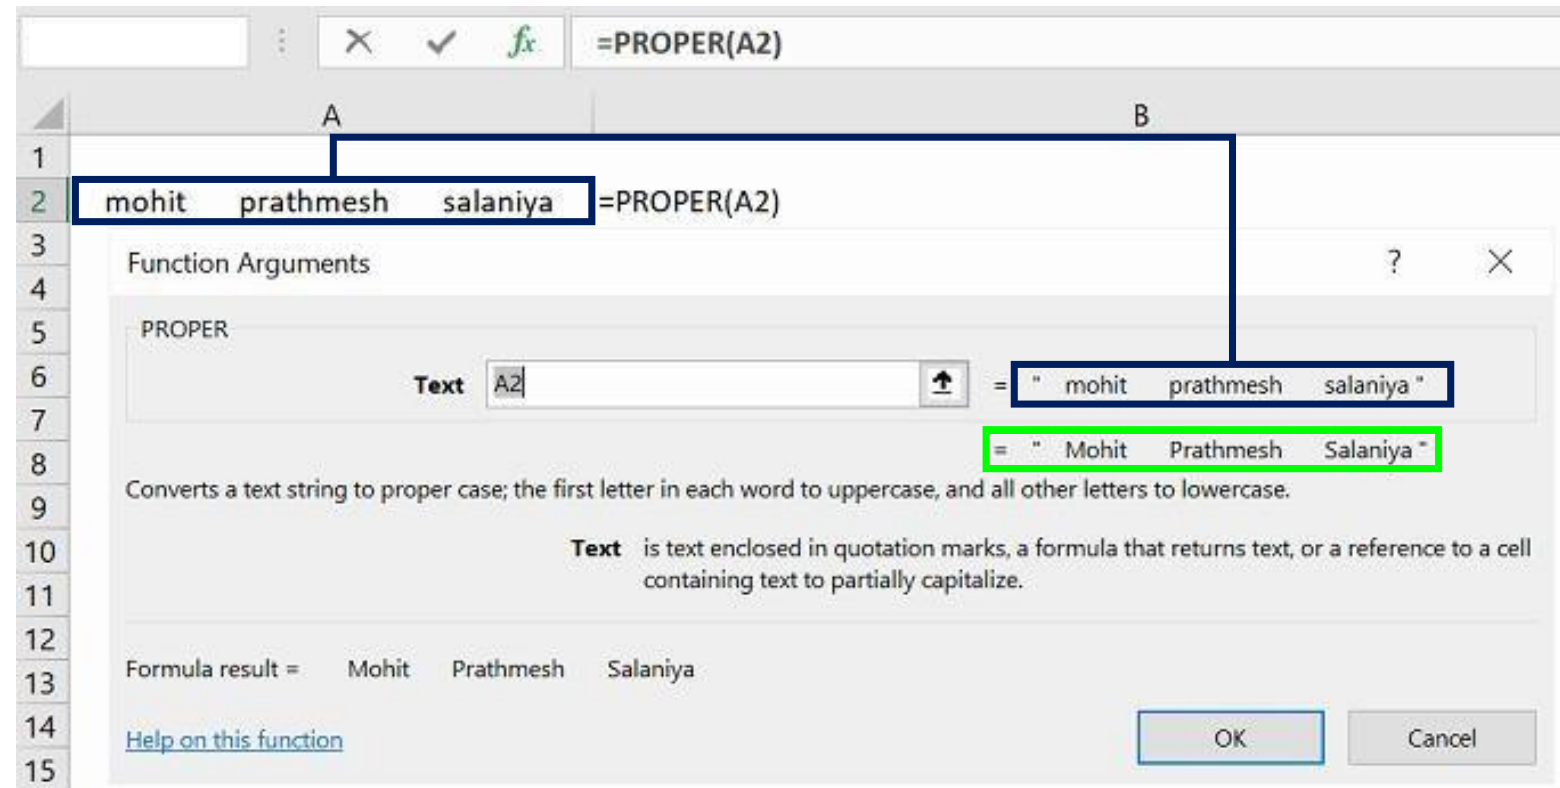 fx =PROPER(A2)
A B
1
2 mohit prathmesh salaniya =PROPER(A2)
3
Function Arguments ?
4
5 PROPER
6 Text A2 = " mohit prathmesh salaniya "
7
= " Mohit Prathmesh Salaniya "
8
Converts a text string to proper case; the first letter in each word to uppercase, and all other letters to lowercase.
9
10 Text is text enclosed in quotation marks, a formula that returns text, or a reference to a cell
containing text to partially capitalize.
11
12
Formula result = Mohit Prathmesh Salaniya
13
14 Help on this function OK Cancel
15